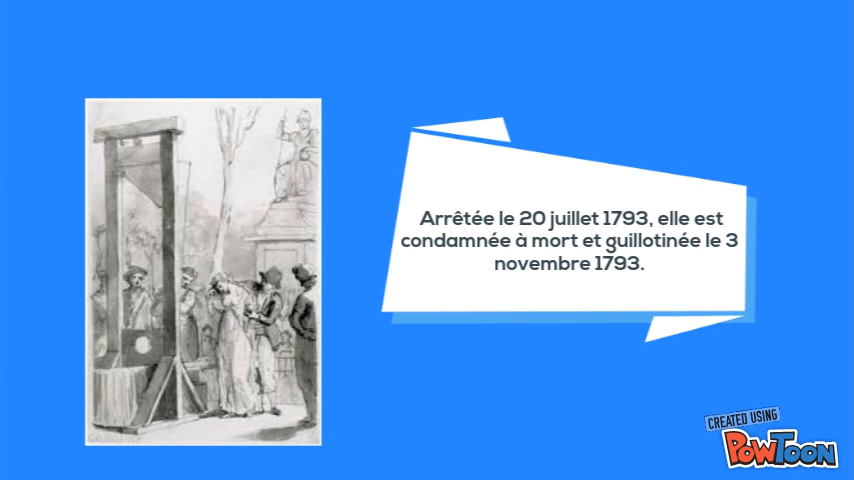 Arrêtée le 20 juillet 1793, elle est
condamnée à mort et guillotinée le 3
novembre 1793.
CREATED USING
POWTOON